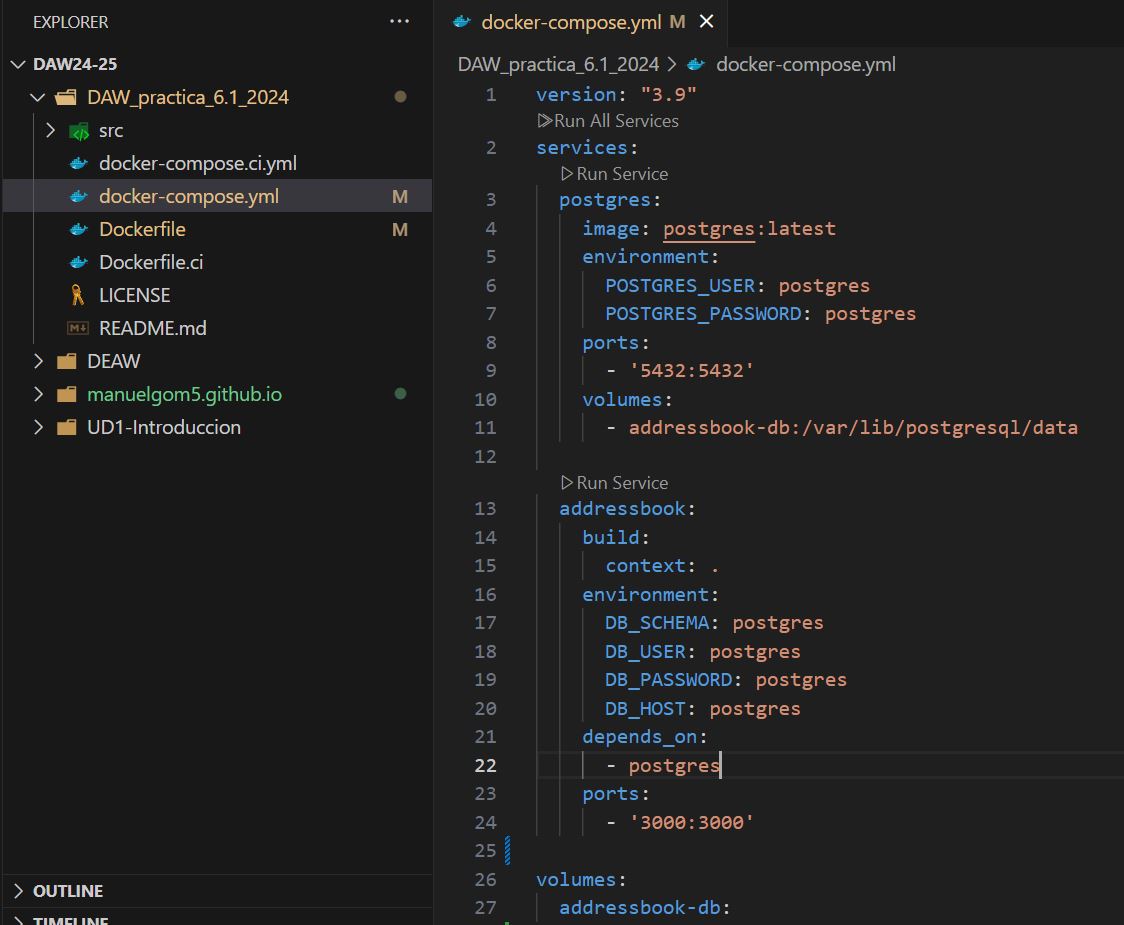 EXPLORER ...
DAW24-25
DAW_practica_6.1_2024
src
docker-compose.ci.yml
docker-compose.yml M
Dockerfile M
Dockerfile.ci
LICENSE
README.md
DEAW
manuelgom5.github.io
UD1-Introduccion
OUTLINE
TIMELINE
docker-compose.yml M ×
DAW_practica_6.1_2024 > docker-compose.yml
1 version: "3.9"
Run All Services
2 services:
Run Service
3 postgres:
4 image: postgres:latest
5 environment:
6 POSTGRES_USER: postgres
7 POSTGRES_PASSWORD: postgres
8 ports:
9 - '5432:5432'
10 volumes:
11 - addressbook-db:/var/lib/postgresql/data
12
Run Service
13 addressbook:
14 build:
15 context: .
16 environment:
17 DB_SCHEMA: postgres
18 DB_USER: postgres
19 DB_PASSWORD: postgres
20 DB_HOST: postgres
21 depends_on:
22 - postgres
23 ports:
24 - '3000:3000'
25
26 volumes:
27 addressbook-db: